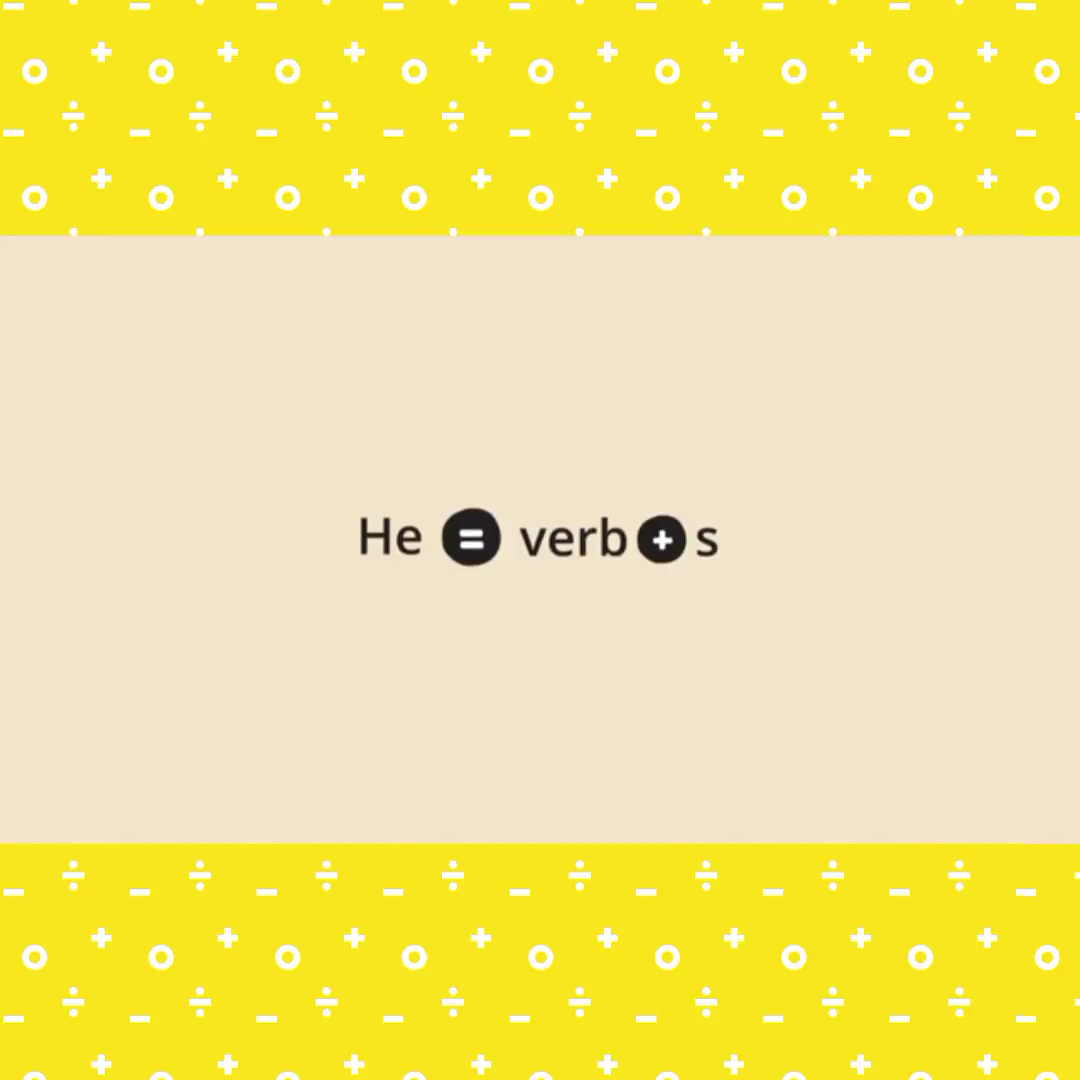 He = verb + s